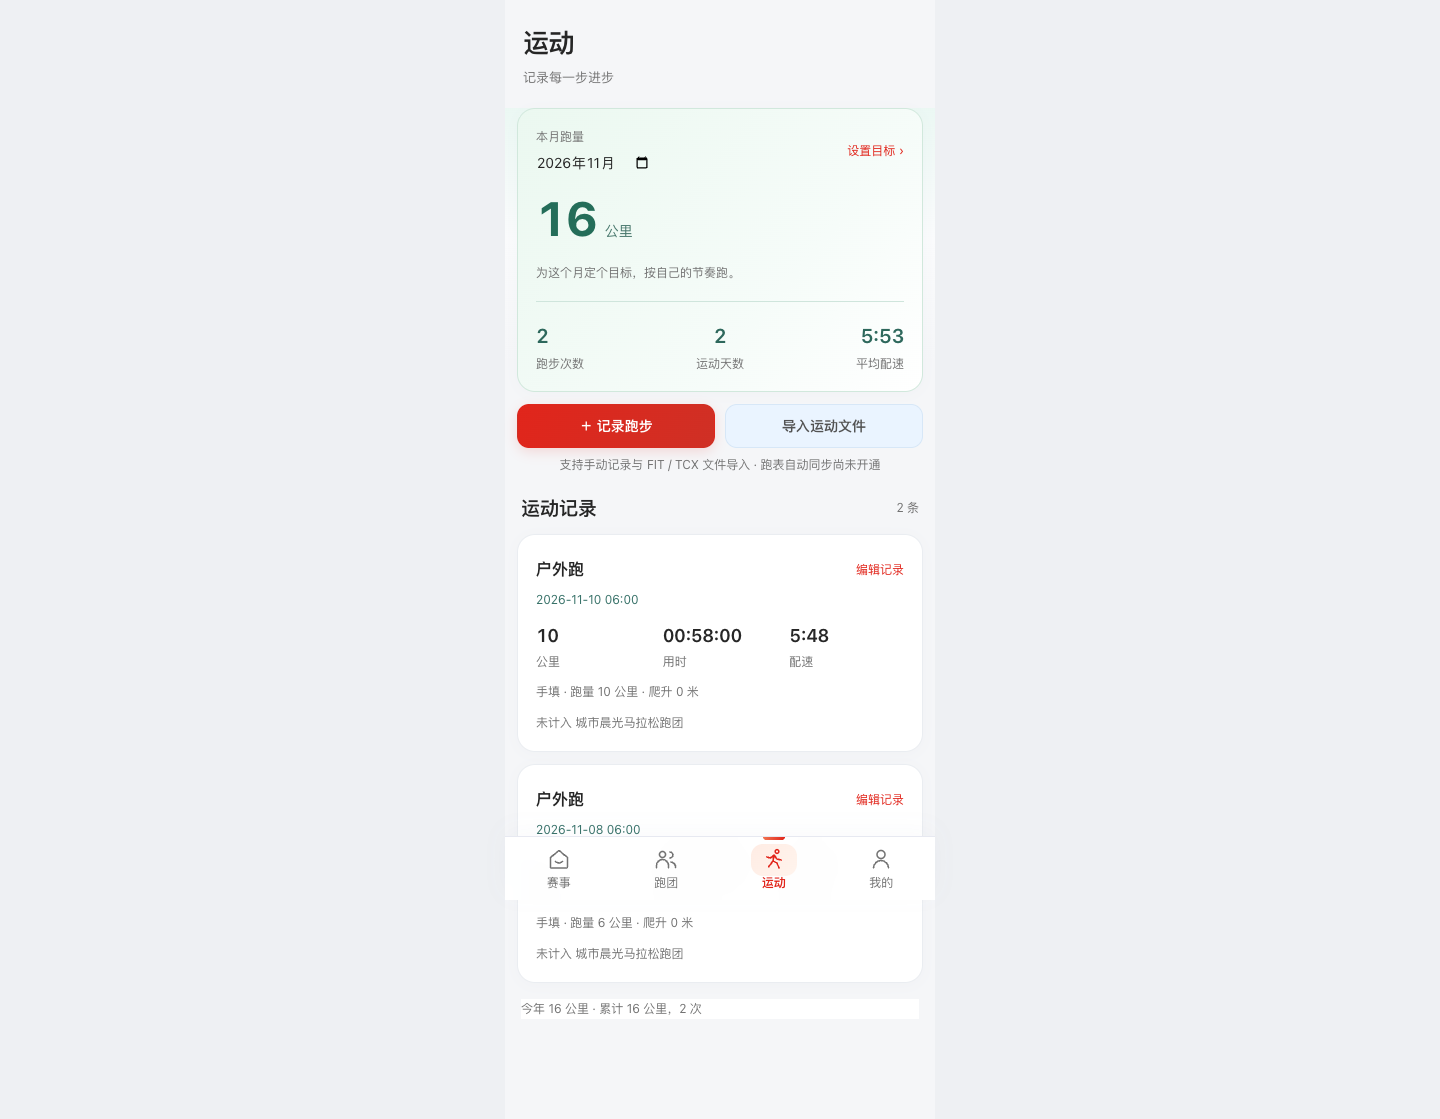 运动
记录每一步进步
本月跑量
2026年11月
设置目标 ›
16 公里
为这个月定个目标，按自己的节奏跑。
2 2 5:53
跑步次数 运动天数 平均配速
+ 记录跑步 导入运动文件
支持手动记录与 FIT / TCX 文件导入 · 跑表自动同步尚未开通
运动记录 2 条
户外跑 编辑记录
2026-11-10 06:00
10 00:58:00 5:48
公里 用时 配速
手填 · 跑量 10 公里 · 爬升 0 米
未计入 城市晨光马拉松跑团
户外跑 编辑记录
2026-11-08 06:00
赛事 跑团 运动 我的
手填 · 跑量 6 公里 · 爬升 0 米
未计入 城市晨光马拉松跑团
今年 16 公里 · 累计 16 公里，2 次